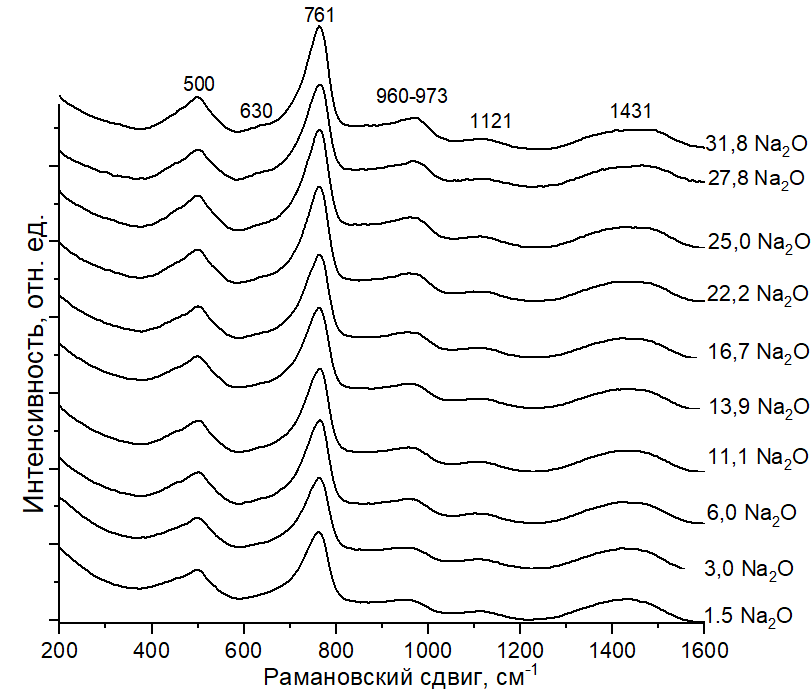 761
500
630
960-973
1121
1431
31,8 Na₂O
27,8 Na₂O
25,0 Na₂O
22,2 Na₂O
16,7 Na₂O
13,9 Na₂O
11,1 Na₂O
6,0 Na₂O
3,0 Na₂O
1.5 Na₂O
Интенсивность, отн. ед.
200 400 600 800 1000 1200 1400 1600
Рамановский сдвиг, см⁻¹